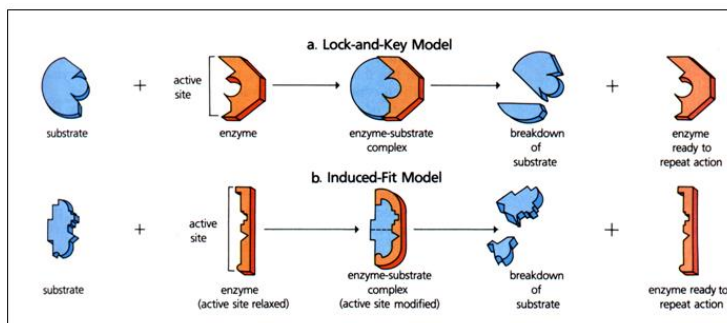 a. Lock-and-Key Model
active
site
substrate
enzyme
enzyme-substrate
complex
breakdown
of
substrate
enzyme
ready to
repeat action
b. Induced-Fit Model
active
site
substrate
enzyme
(active site relaxed)
enzyme-substrate
complex
(active site modified)
breakdown
of
substrate
enzyme ready to
repeat action